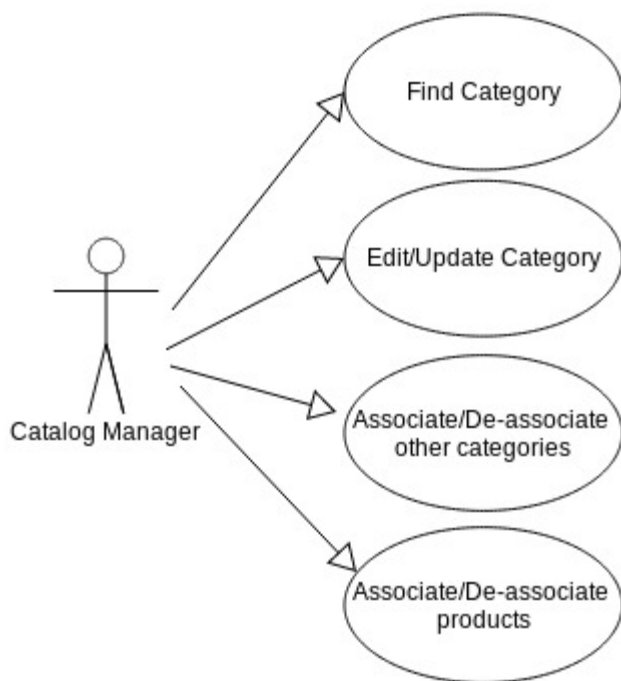 Find Category
Edit/Update Category
Catalog Manager
Associate/De-associate
other categories
Associate/De-associate
products